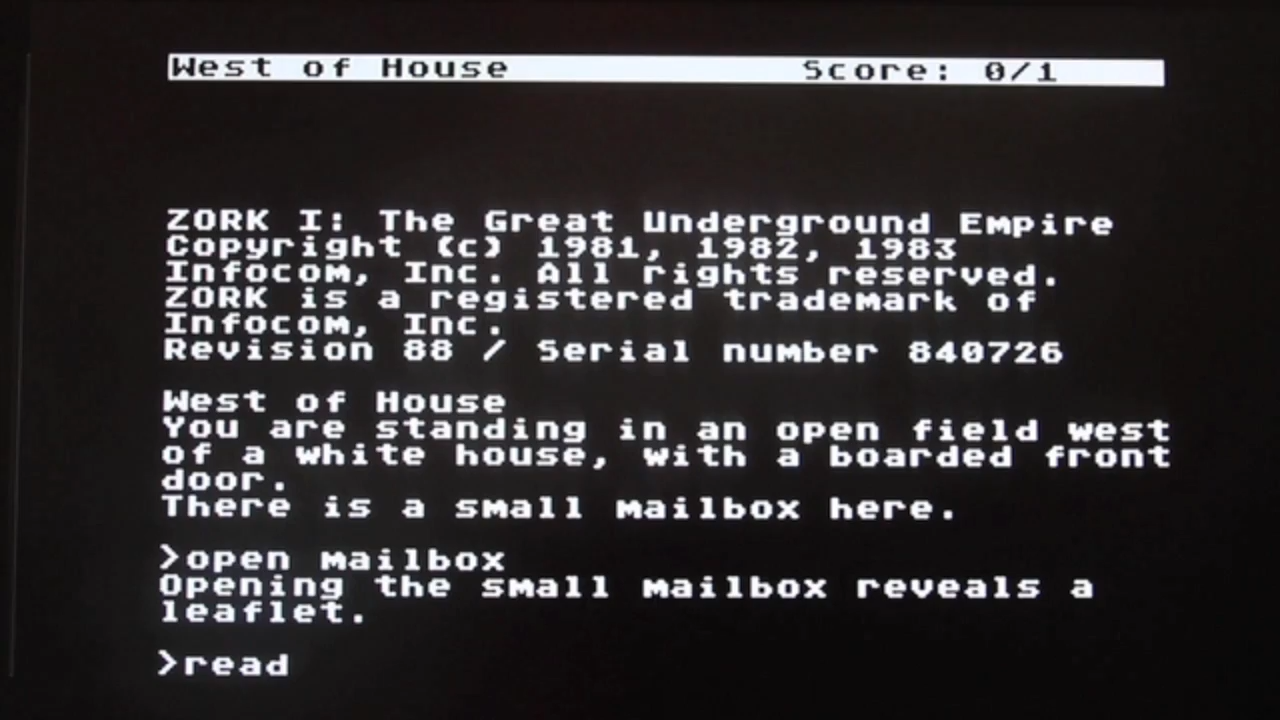 West of House Score: 0/1
ZORK I: The Great Underground Empire
Copyright (c) 1981, 1982, 1983
Infocom, Inc. All rights reserved.
ZORK is a registered trademark of
Infocom, Inc.
Revision 88 / Serial number 840726
West of House
You are standing in an open field west
of a white house, with a boarded front
door.
There is a small mailbox here.
>open mailbox
Opening the small mailbox reveals a
leaflet.
>read